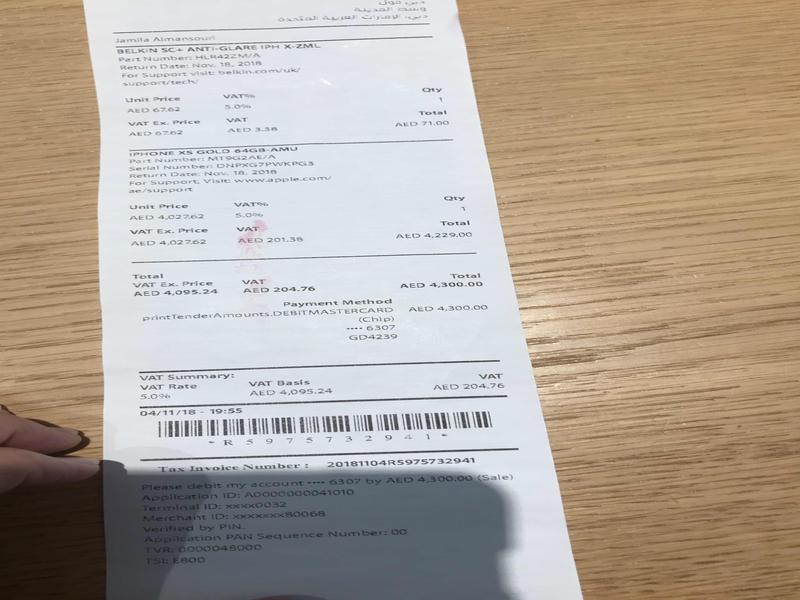 دبي مول
وسط المدينة
دبي، الإمارات العربية المتحدة
Jamila Almansouri
BELKIN SC+ ANTI-GLARE IPH X-ZML
Part Number: HLR42ZM/A
Return Date: Nov. 18, 2018
For Support visit: belkin.com/uk/
support/tech/
Unit Price VAT% Qty
AED 67.62 5.0% 1
VAT Ex. Price VAT Total
AED 67.62 AED 3.38 AED 71.00
IPHONE XS GOLD 64GB-AMU
Part Number: MT9G2AE/A
Serial Number: DNPXG7PWKPG3
Return Date: Nov. 18, 2018
For Support, Visit: www.apple.com/
ae/support
Unit Price VAT% Qty
AED 4,027.62 5.0% 1
VAT Ex. Price VAT Total
AED 4,027.62 AED 201.38 AED 4,229.00
Total
VAT Ex. Price VAT Total
AED 4,095.24 AED 204.76 AED 4,300.00
Payment Method
printTenderAmounts.DEBITMASTERCARD AED 4,300.00
(Chip)
•••• 6307
GD4239
VAT Summary:
VAT Rate VAT Basis VAT
5.0% AED 4,095.24 AED 204.76
04/11/18 - 19:55
*R5975732941*
Tax Invoice Number : 20181104R5975732941
Please debit my account •••• 6307 by AED 4,300.00 (Sale)
Application ID: A0000000041010
Terminal ID: xxxx0032
Merchant ID: xxxxxxx80068
Verified by PIN.
Application PAN Sequence Number: 00
TVR: 0000048000
TSI: E800